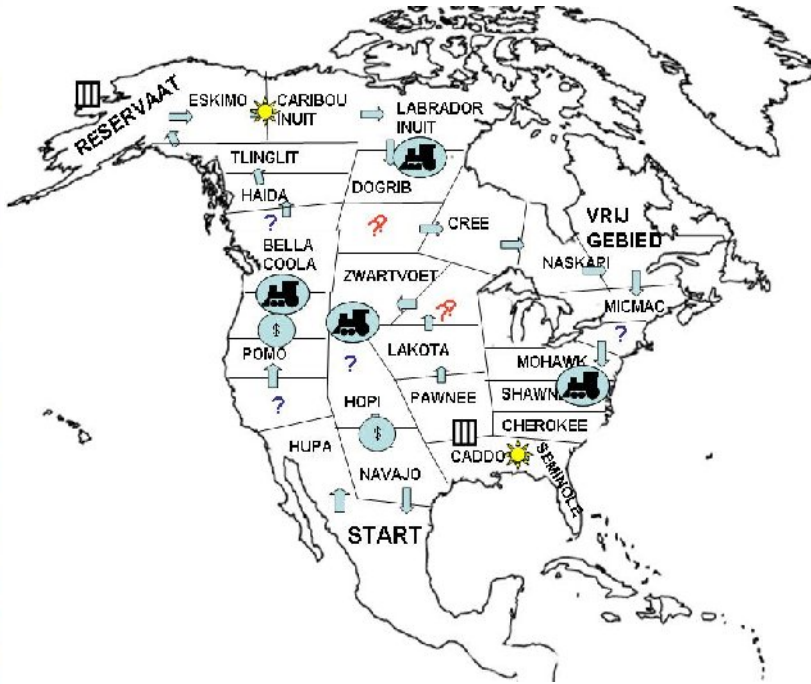 RESERVAAT
ESKIMO
CARIBOU
INUIT
LABRADOR
INUIT
TLINGLIT
HAIDA
DOGRIB
?
BELLA
COOLA
?
CREE
VRIJ
GEBIED
NASKAPI
ZWARTVOET
?
MICMAC
?
$
POMO
?
LAKOTA
MOHAWK
?
HOPI
PAWNEE
SHAWN
CHEROKEE
HUPA
$
NAVAJO
CADDO
SEMINOLE
START